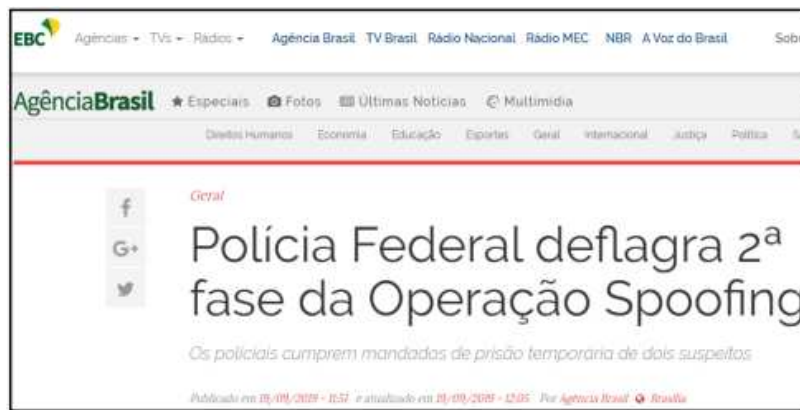 EBC Agências TVs Rádios Agência Brasil TV Brasil Rádio Nacional Rádio MEC NBR A Voz do Brasil Sobr
AgênciaBrasil Especiais Fotos Últimas Notícias Multimídia
Direitos Humanos Economia Educação Esportes Geral Internacional Justiça Política
Geral
f
G+
Polícia Federal deflagra 2ª
fase da Operação Spoofing
Os policiais cumprem mandados de prisão temporária de dois suspeitos
Publicado em 19/09/2019 - 11:51 e atualizado em 19/09/2019 - 12:05 Por Agência Brasil Brasília